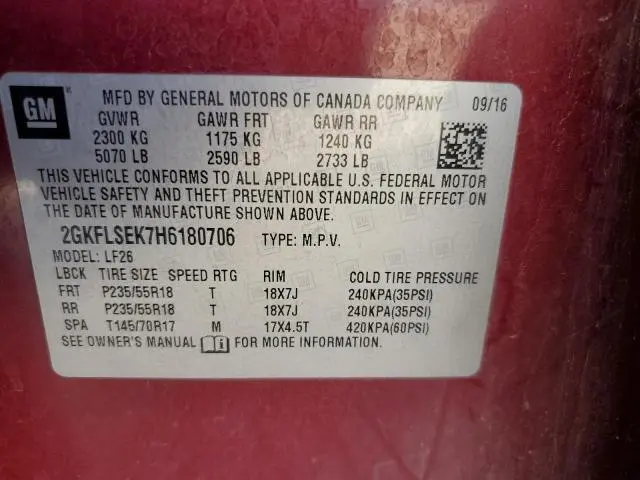 GM ® MFD BY GENERAL MOTORS OF CANADA COMPANY 09/16
GVWR GAWR FRT GAWR RR
2300 KG 1175 KG 1240 KG
5070 LB 2590 LB 2733 LB
THIS VEHICLE CONFORMS TO ALL APPLICABLE U.S. FEDERAL MOTOR
VEHICLE SAFETY AND THEFT PREVENTION STANDARDS IN EFFECT ON
THE DATE OF MANUFACTURE SHOWN ABOVE.
2GKFLSEK7H6180706 TYPE: M.P.V.
MODEL: LF26
LBCK TIRE SIZE SPEED RTG RIM COLD TIRE PRESSURE
FRT P235/55R18 T 18X7J 240KPA(35PSI)
RR P235/55R18 T 18X7J 240KPA(35PSI)
SPA T145/70R17 M 17X4.5T 420KPA(60PSI)
SEE OWNER'S MANUAL i FOR MORE INFORMATION.